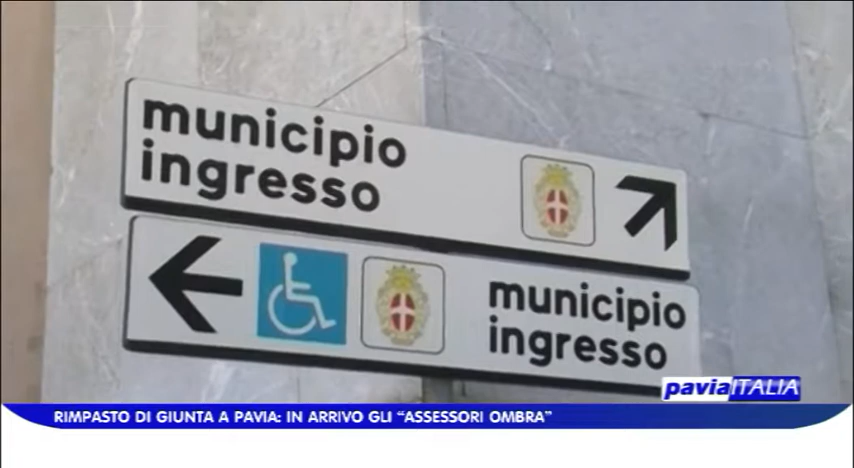 municipio
ingresso
municipio
ingresso
paviaITALIA
RIMPASTO DI GIUNTA A PAVIA: IN ARRIVO GLI “ASSESSORI OMBRA”